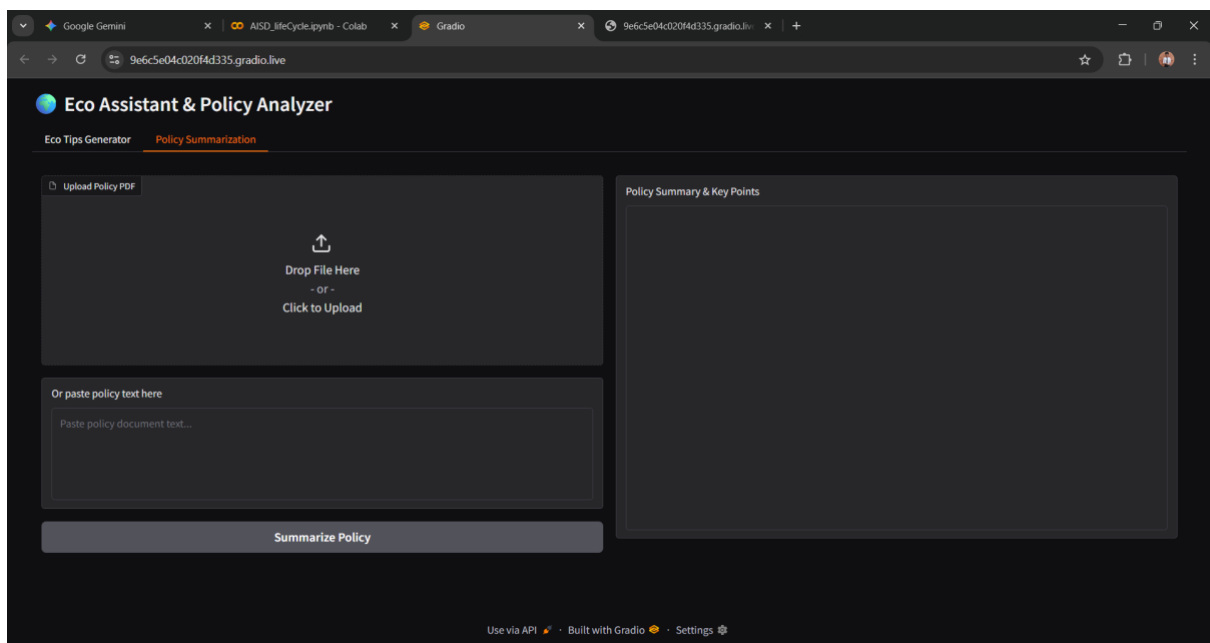 Google Gemini
AISD_lifeCycle.ipynb - Colab
Gradio
9e6c5e04c020f4d335.gradio.liv
9e6c5e04c020f4d335.gradio.live
Eco Assistant & Policy Analyzer
Eco Tips Generator
Policy Summarization
Upload Policy PDF
Drop File Here
- or -
Click to Upload
Or paste policy text here
Paste policy document text...
Summarize Policy
Policy Summary & Key Points
Use via API · Built with Gradio · Settings